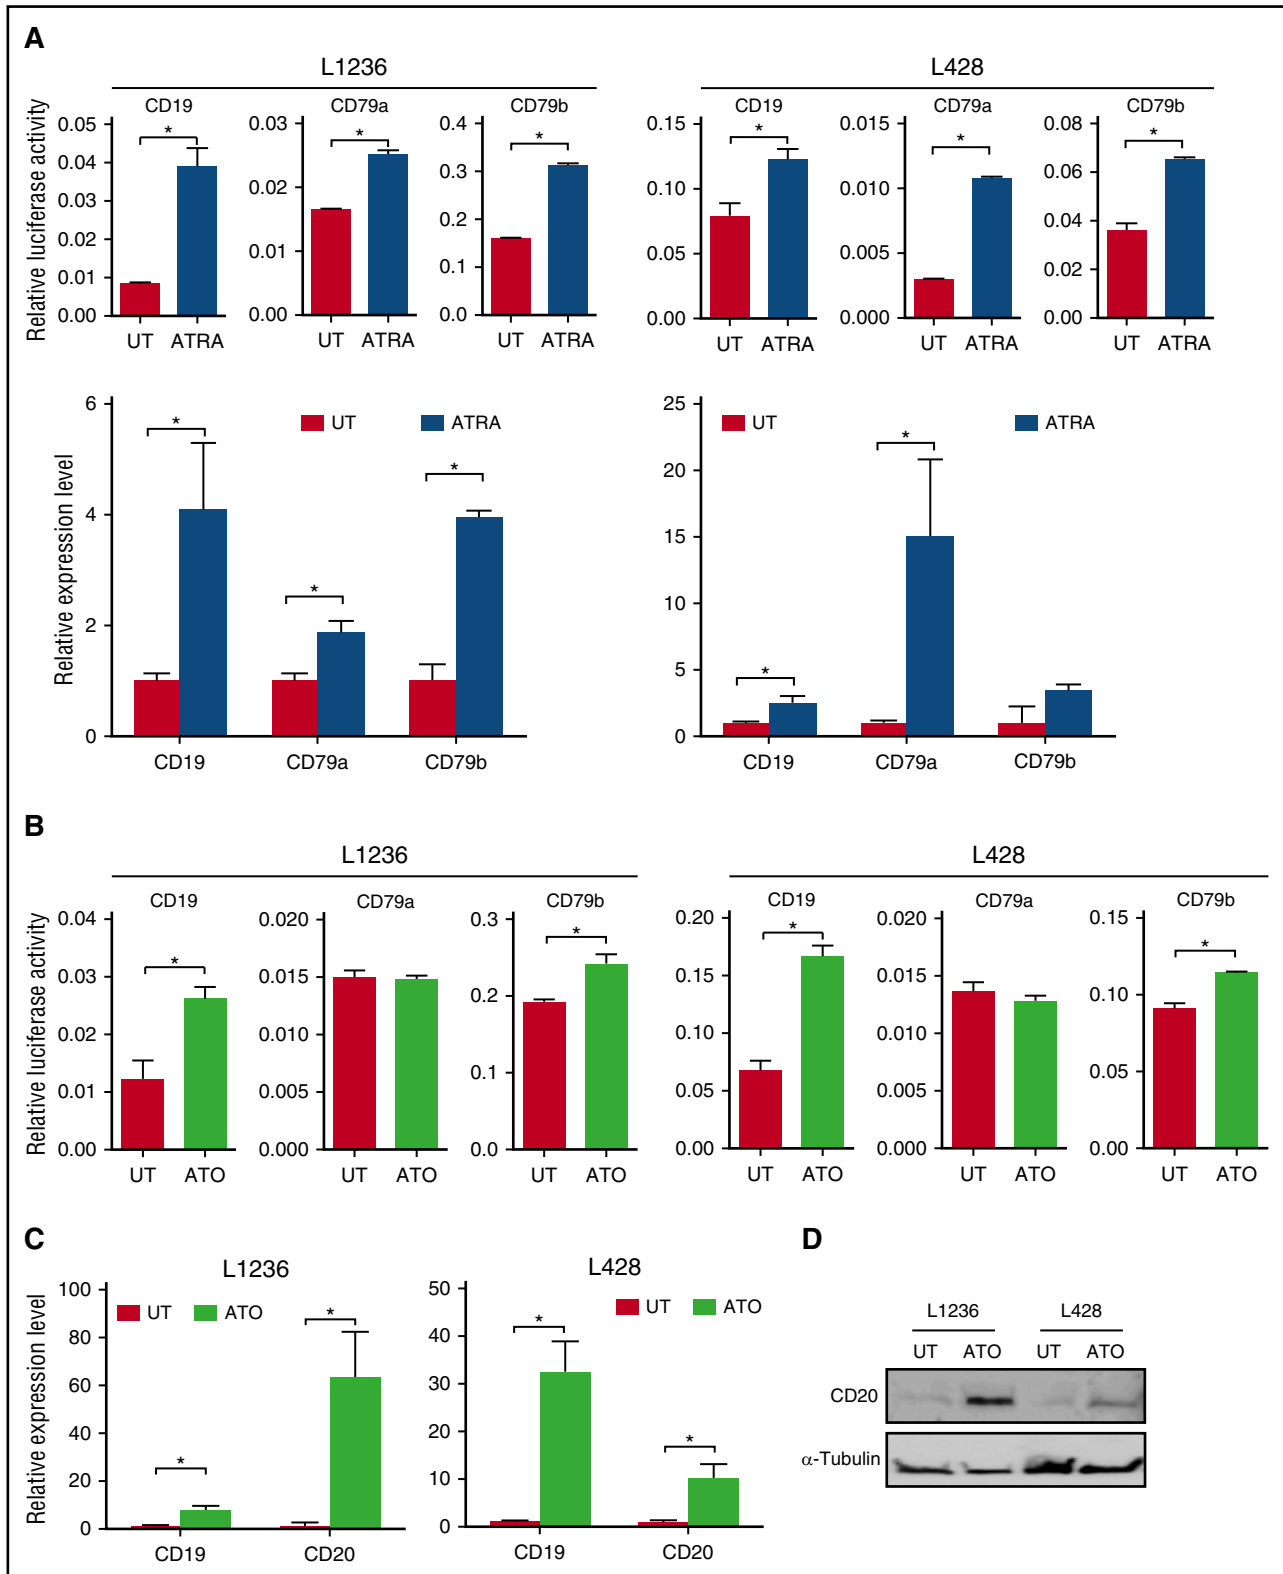 A
L1236
L428
CD19
CD79a
CD79b
CD19
CD79a
CD79b
Relative luciferase activity
0.05
0.04
0.03
0.02
0.01
0.00
*
UT
ATRA
0.03
0.02
0.01
0.00
*
UT
ATRA
0.4
0.3
0.2
0.1
0.0
*
UT
ATRA
0.15
0.10
0.05
0.00
*
UT
ATRA
0.015
0.010
0.005
0.000
*
UT
ATRA
0.08
0.06
0.04
0.02
0.00
*
UT
ATRA
Relative expression level
6
4
2
0
UT
ATRA
*
*
*
CD19
CD79a
CD79b
25
20
15
10
5
0
UT
ATRA
*
*
CD19
CD79a
CD79b
B
L1236
L428
CD19
CD79a
CD79b
CD19
CD79a
CD79b
Relative luciferase activity
0.04
0.03
0.02
0.01
0.00
*
UT
ATO
0.020
0.015
0.010
0.005
0.000
UT
ATO
0.3
0.2
0.1
0.0
*
UT
ATO
0.20
0.15
0.10
0.05
0.00
*
UT
ATO
0.020
0.015
0.010
0.005
0.000
UT
ATO
0.15
0.10
0.05
0.00
*
UT
ATO
C
L1236
Relative expression level
100
80
60
40
20
0
UT
ATO
*
*
CD19
CD20
L428
50
40
30
20
10
0
UT
ATO
*
*
CD19
CD20
D
L1236
L428
UT
ATO
UT
ATO
CD20
α-Tubulin